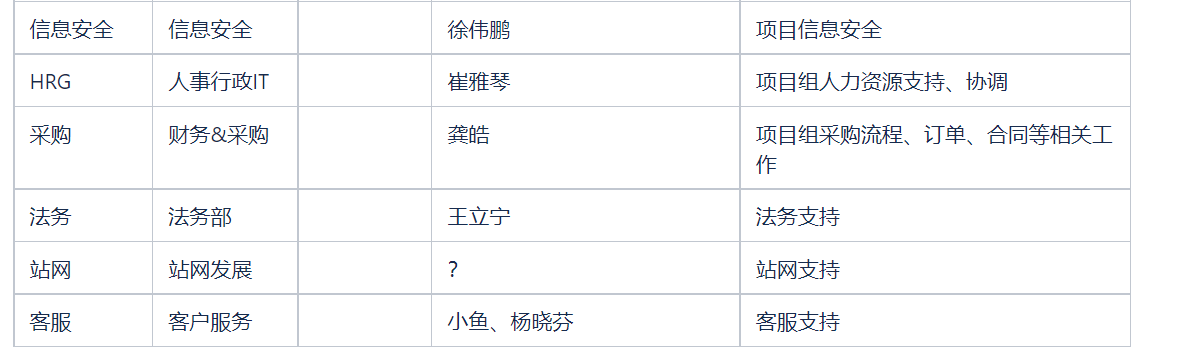 信息安全 信息安全 徐伟鹏 项目信息安全
HRG 人事行政IT 崔雅琴 项目组人力资源支持、协调
采购 财务&采购 龚皓 项目组采购流程、订单、合同等相关工
作
法务 法务部 王立宁 法务支持
站网 站网发展 ？ 站网支持
客服 客户服务 小鱼、杨晓芬 客服支持